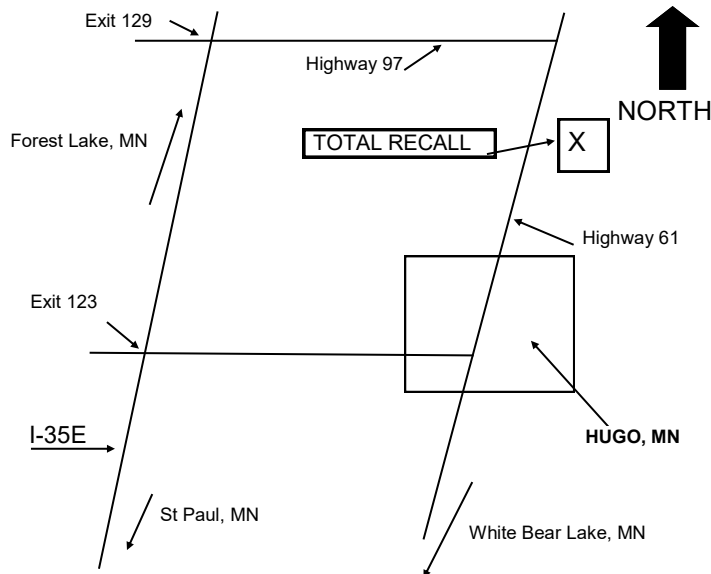 Exit 129
Highway 97
NORTH
Forest Lake, MN
TOTAL RECALL
X
Highway 61
Exit 123
I-35E
HUGO, MN
St Paul, MN
White Bear Lake, MN